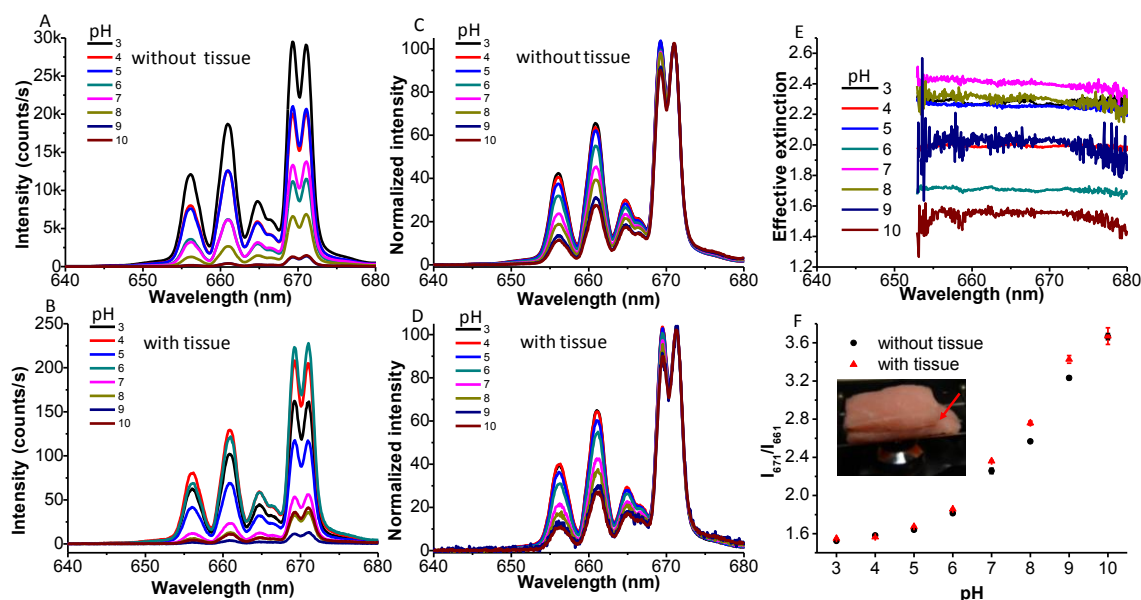 A
pH
3
4
5
6
7
8
9
10
without tissue
30k
25k
20k
15k
10k
5k
0
640 650 660 670 680
Wavelength (nm)
Intensity (counts/s)
C
pH
3
4
5
6
7
8
9
10
without tissue
100
75
50
25
0
640 650 660 670 680
Wavelength (nm)
Normalized intensity
E
pH
3
4
5
6
7
8
9
10
2.6
2.4
2.2
2.0
1.8
1.6
1.4
1.2
640 650 660 670 680
Wavelength (nm)
Effective extinction
B
pH
3
4
5
6
7
8
9
10
with tissue
250
200
150
100
50
0
640 650 660 670 680
Wavelength (nm)
Intensity (counts/s)
D
pH
3
4
5
6
7
8
9
10
with tissue
100
75
50
25
0
640 650 660 670 680
Wavelength (nm)
Normalized intensity
F
without tissue
with tissue
3.6
3.2
2.8
2.4
2.0
1.6
3 4 5 6 7 8 9 10
pH
I671/I661